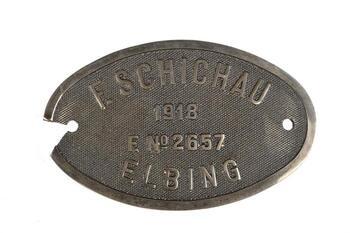 F. SCHICHAU
1918
F. No 2657
ELBING